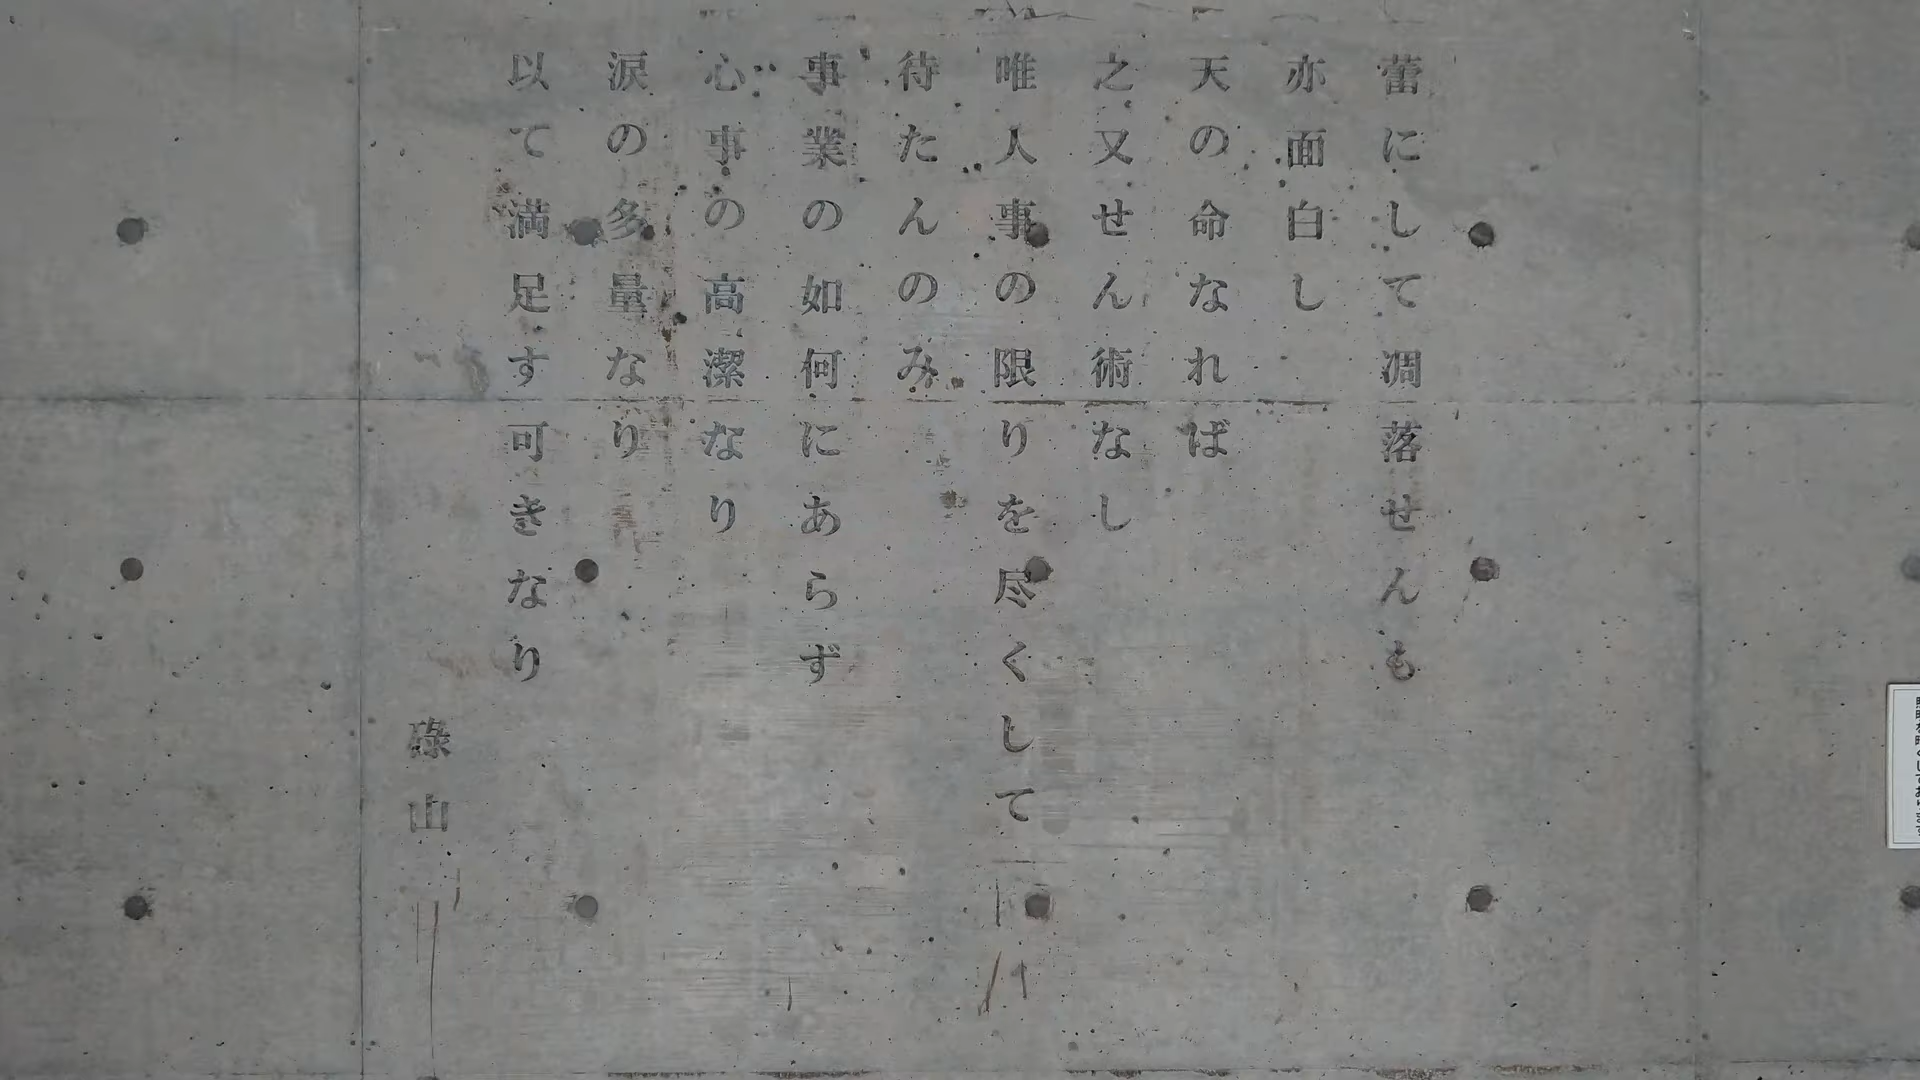 蕾にして凋落せんも
亦面白し
天の命なれば
之又せん術なし
唯人事の限りを尽くして
待たんのみ
事業の如何にあらず
心事の高潔なり
涙の多量なり
以て満足す可きなり
碌山